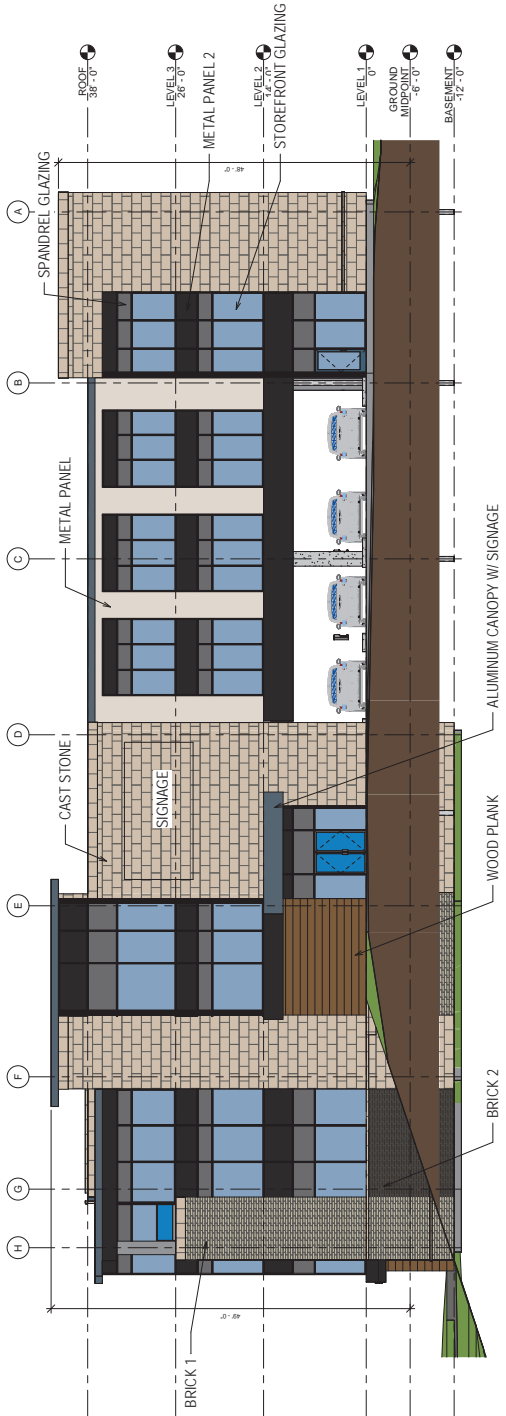 H
G
F
E
D
C
B
A
ROOF
38' - 0"
LEVEL 3
26' - 0"
LEVEL 2
14' - 0"
LEVEL 1
0"
GROUND
MIDPOINT
-6' - 0"
BASEMENT
-12' - 0"
CAST STONE
METAL PANEL
SPANDREL GLAZING
METAL PANEL 2
STOREFRONT GLAZING
SIGNAGE
49' - 0"
48' - 0"
BRICK 1
BRICK 2
WOOD PLANK
ALUMINUM CANOPY W/ SIGNAGE